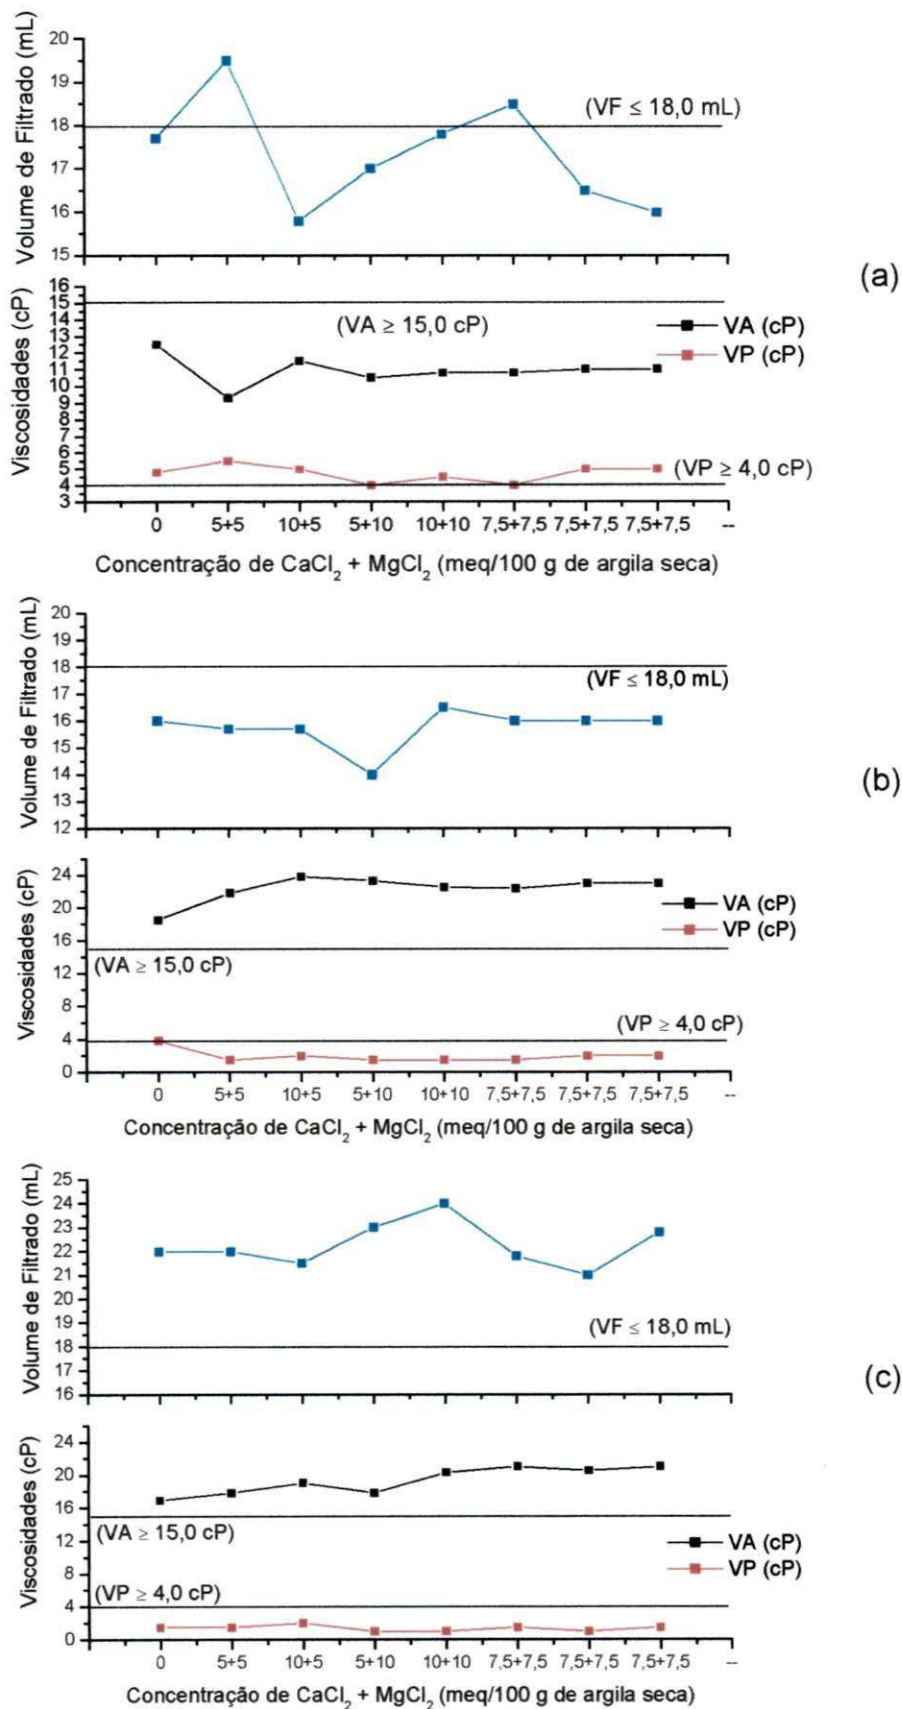 Volume de Filtrado (mL)
20
19
18
17
16
15
(VF ≤ 18,0 mL)
Viscosidades (cP)
16
15
14
13
12
11
10
9
8
7
6
5
4
3
(VA ≥ 15,0 cP)
VA (cP)
VP (cP)
(VP ≥ 4,0 cP)
0 5+5 10+5 5+10 10+10 7,5+7,5 7,5+7,5 7,5+7,5 --
Concentração de CaCl₂ + MgCl₂ (meq/100 g de argila seca)
(a)
Volume de Filtrado (mL)
20
19
18
17
16
15
14
13
12
(VF ≤ 18,0 mL)
Viscosidades (cP)
24
20
16
12
8
4
0
VA (cP)
VP (cP)
(VA ≥ 15,0 cP)
(VP ≥ 4,0 cP)
0 5+5 10+5 5+10 10+10 7,5+7,5 7,5+7,5 7,5+7,5 --
Concentração de CaCl₂ + MgCl₂ (meq/100 g de argila seca)
(b)
Volume de Filtrado (mL)
25
24
23
22
21
20
19
18
17
16
(VF ≤ 18,0 mL)
Viscosidades (cP)
24
20
16
12
8
4
0
(VA ≥ 15,0 cP)
VA (cP)
VP (cP)
(VP ≥ 4,0 cP)
0 5+5 10+5 5+10 10+10 7,5+7,5 7,5+7,5 7,5+7,5 --
Concentração de CaCl₂ + MgCl₂ (meq/100 g de argila seca)
(c)